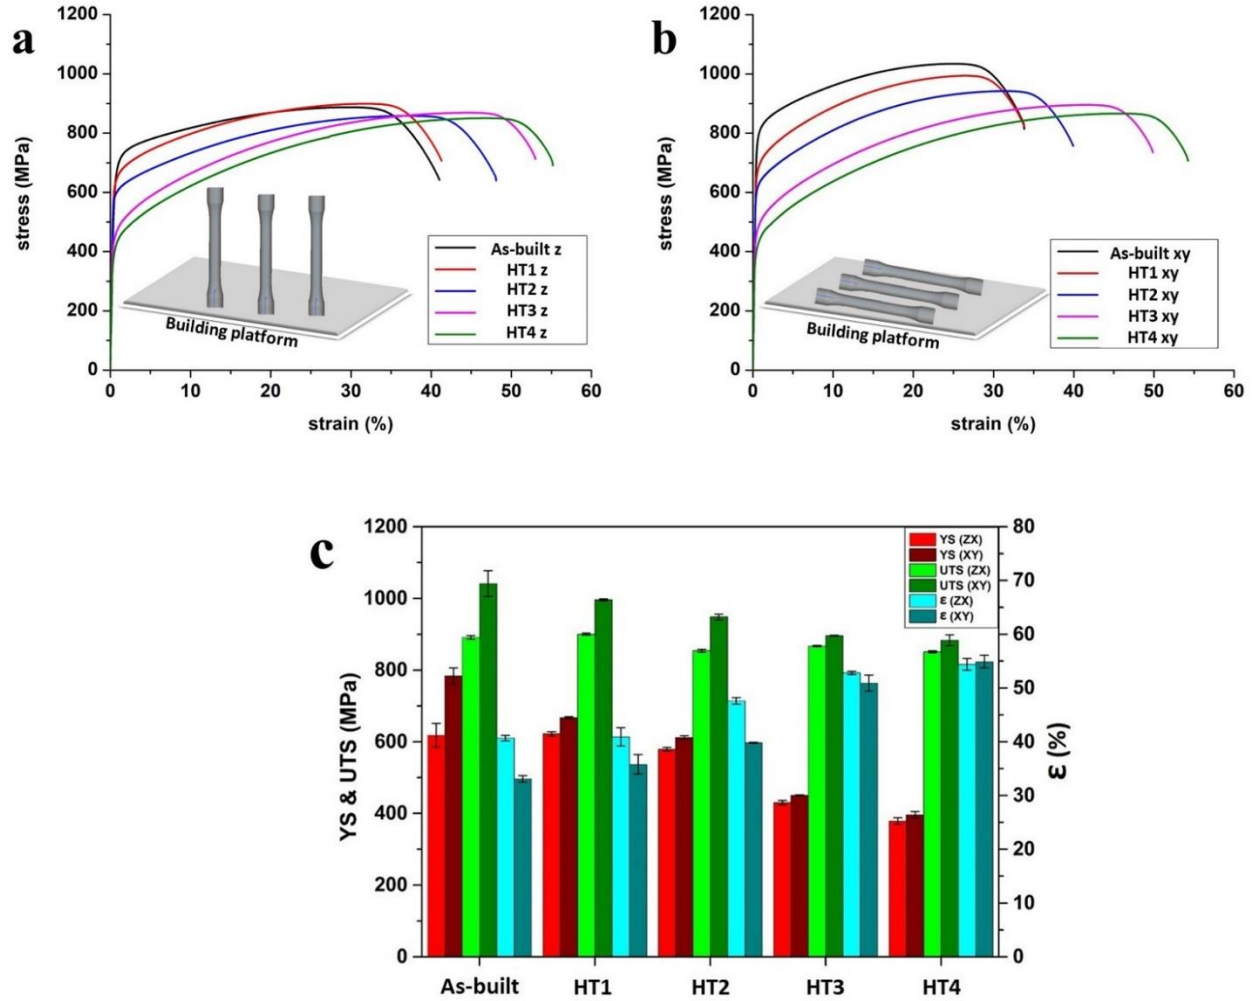 a
1200
1000
800
600
400
200
0
stress (MPa)
0 10 20 30 40 50 60
strain (%)
Building platform
As-built z
HT1 z
HT2 z
HT3 z
HT4 z
b
1200
1000
800
600
400
200
0
stress (MPa)
0 10 20 30 40 50 60
strain (%)
Building platform
As-built xy
HT1 xy
HT2 xy
HT3 xy
HT4 xy
c
1200
1000
800
600
400
200
0
YS & UTS (MPa)
80
70
60
50
40
30
20
10
0
ε (%)
YS (ZX)
YS (XY)
UTS (ZX)
UTS (XY)
ε (ZX)
ε (XY)
As-built HT1 HT2 HT3 HT4